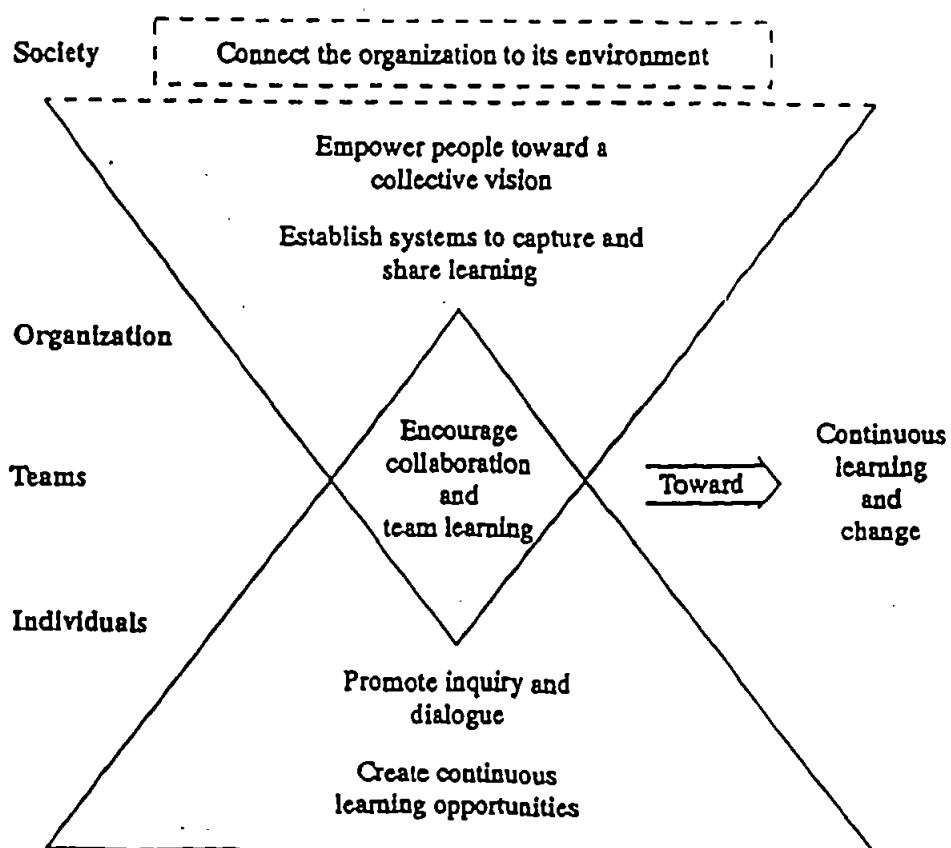 Society
Connect the organization to its environment
Empower people toward a
collective vision
Establish systems to capture and
share learning
Organization
Teams
Encourage
collaboration
and
team learning
Toward
Continuous
learning
and
change
Individuals
Promote inquiry and
dialogue
Create continuous
learning opportunities